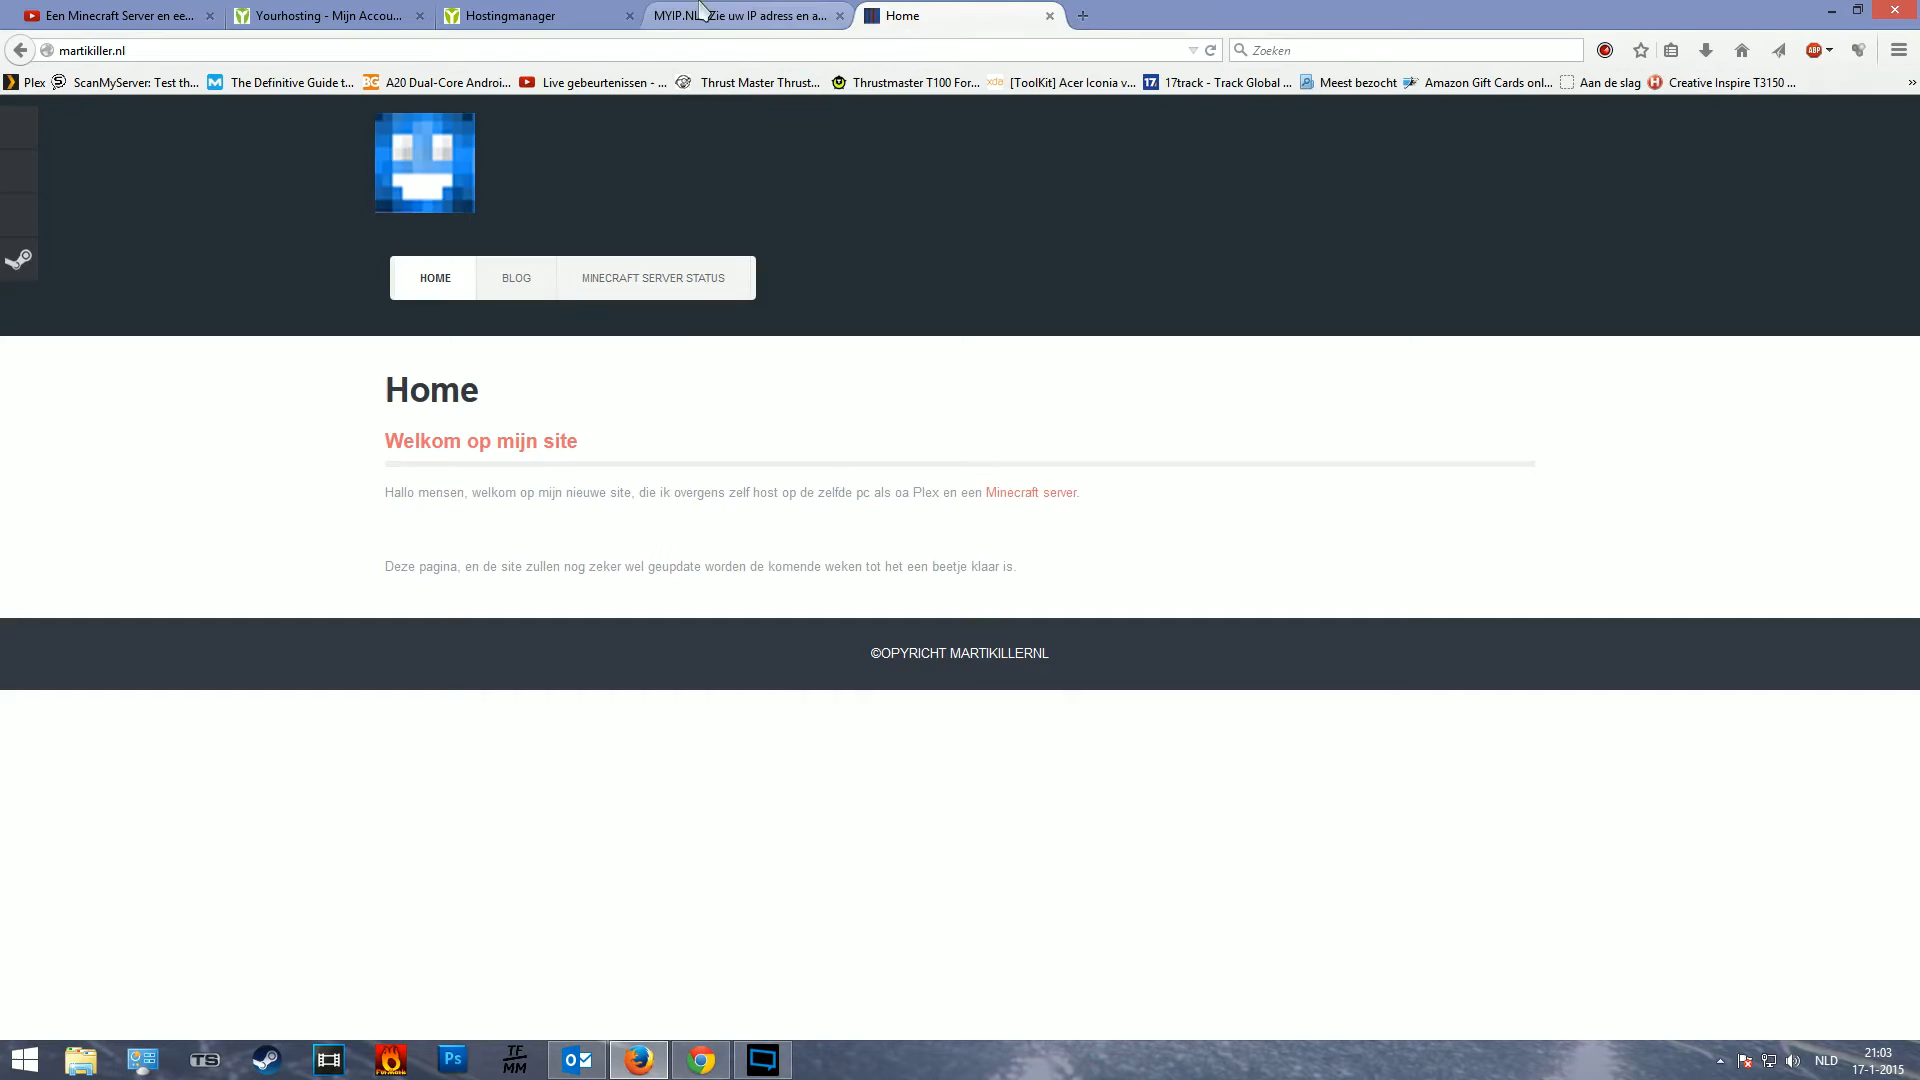 Een Minecraft Server en ee... Yourhosting - Mijn Accou... Hostingmanager MYIP.NL Zie uw IP adress en a... Home
martikiller.nl Zoeken
Plex ScanMyServer: Test th... The Definitive Guide t... A20 Dual-Core Androi... Live gebeurtenissen - ... Thrust Master Thrust... Thrustmaster T100 For... [ToolKit] Acer Iconia v... 17track - Track Global ... Meest bezocht Amazon Gift Cards onl... Aan de slag Creative Inspire T3150 ...
HOME BLOG MINECRAFT SERVER STATUS
Home
Welkom op mijn site
Hallo mensen, welkom op mijn nieuwe site, die ik overgens zelf host op de zelfde pc als oa Plex en een Minecraft server.
Deze pagina, en de site zullen nog zeker wel geupdate worden de komende weken tot het een beetje klaar is.
©OPYRICHT MARTIKILLERNL
NLD 21:03
17-1-2015